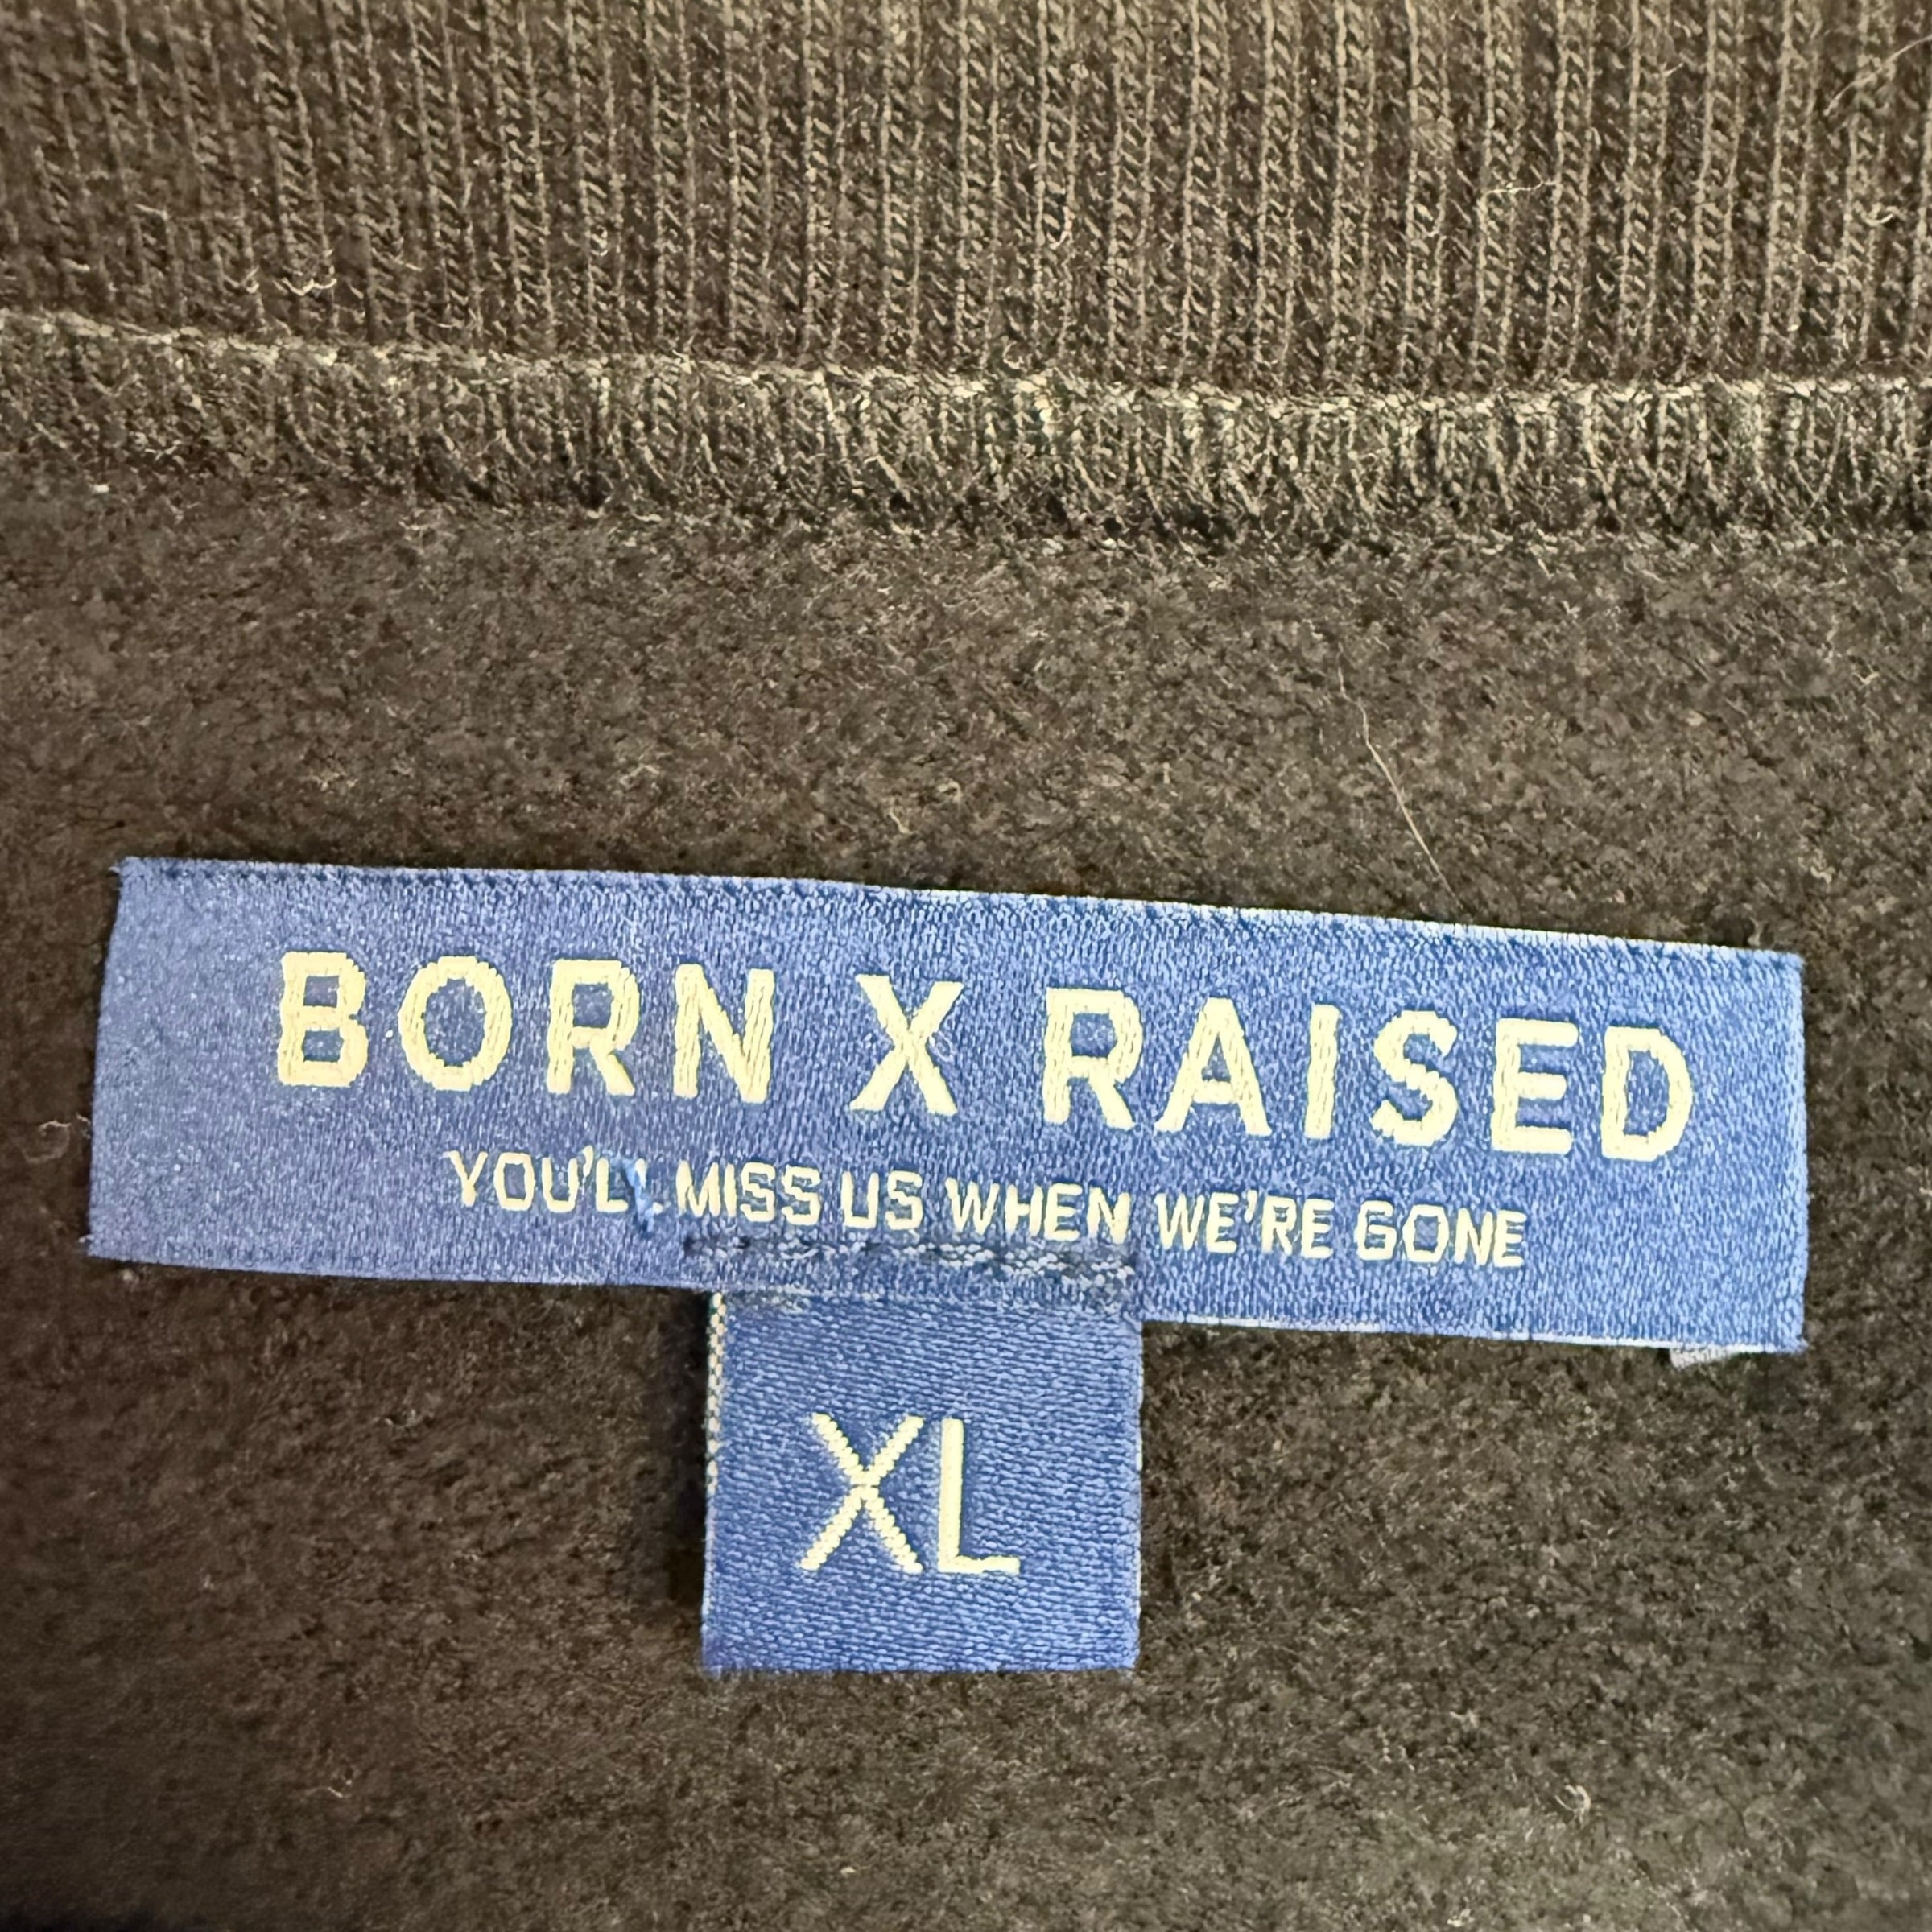 BORN X RAISED
YOU'LL MISS US WHEN WE'RE GONE
XL